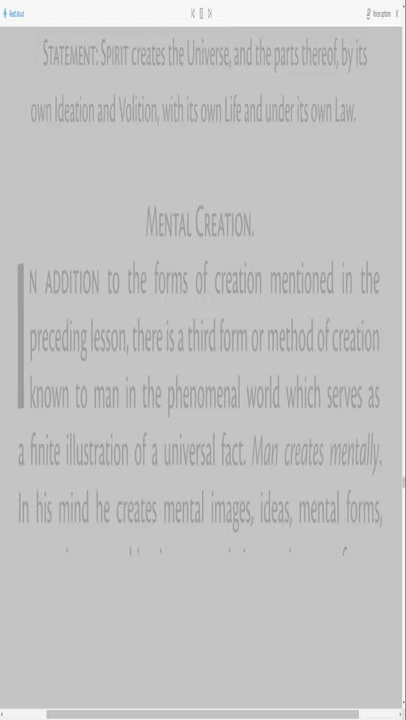 Read aloud
Voice options
STATEMENT: SPIRIT creates the Universe, and the parts thereof, by its
own Ideation and Volition, with its own Life and under its own Law.
MENTAL CREATION.
IN ADDITION to the forms of creation mentioned in the
preceding lesson, there is a third form or method of creation
known to man in the phenomenal world which serves as
a finite illustration of a universal fact. Man creates mentally.
In his mind he creates mental images, ideas, mental forms,